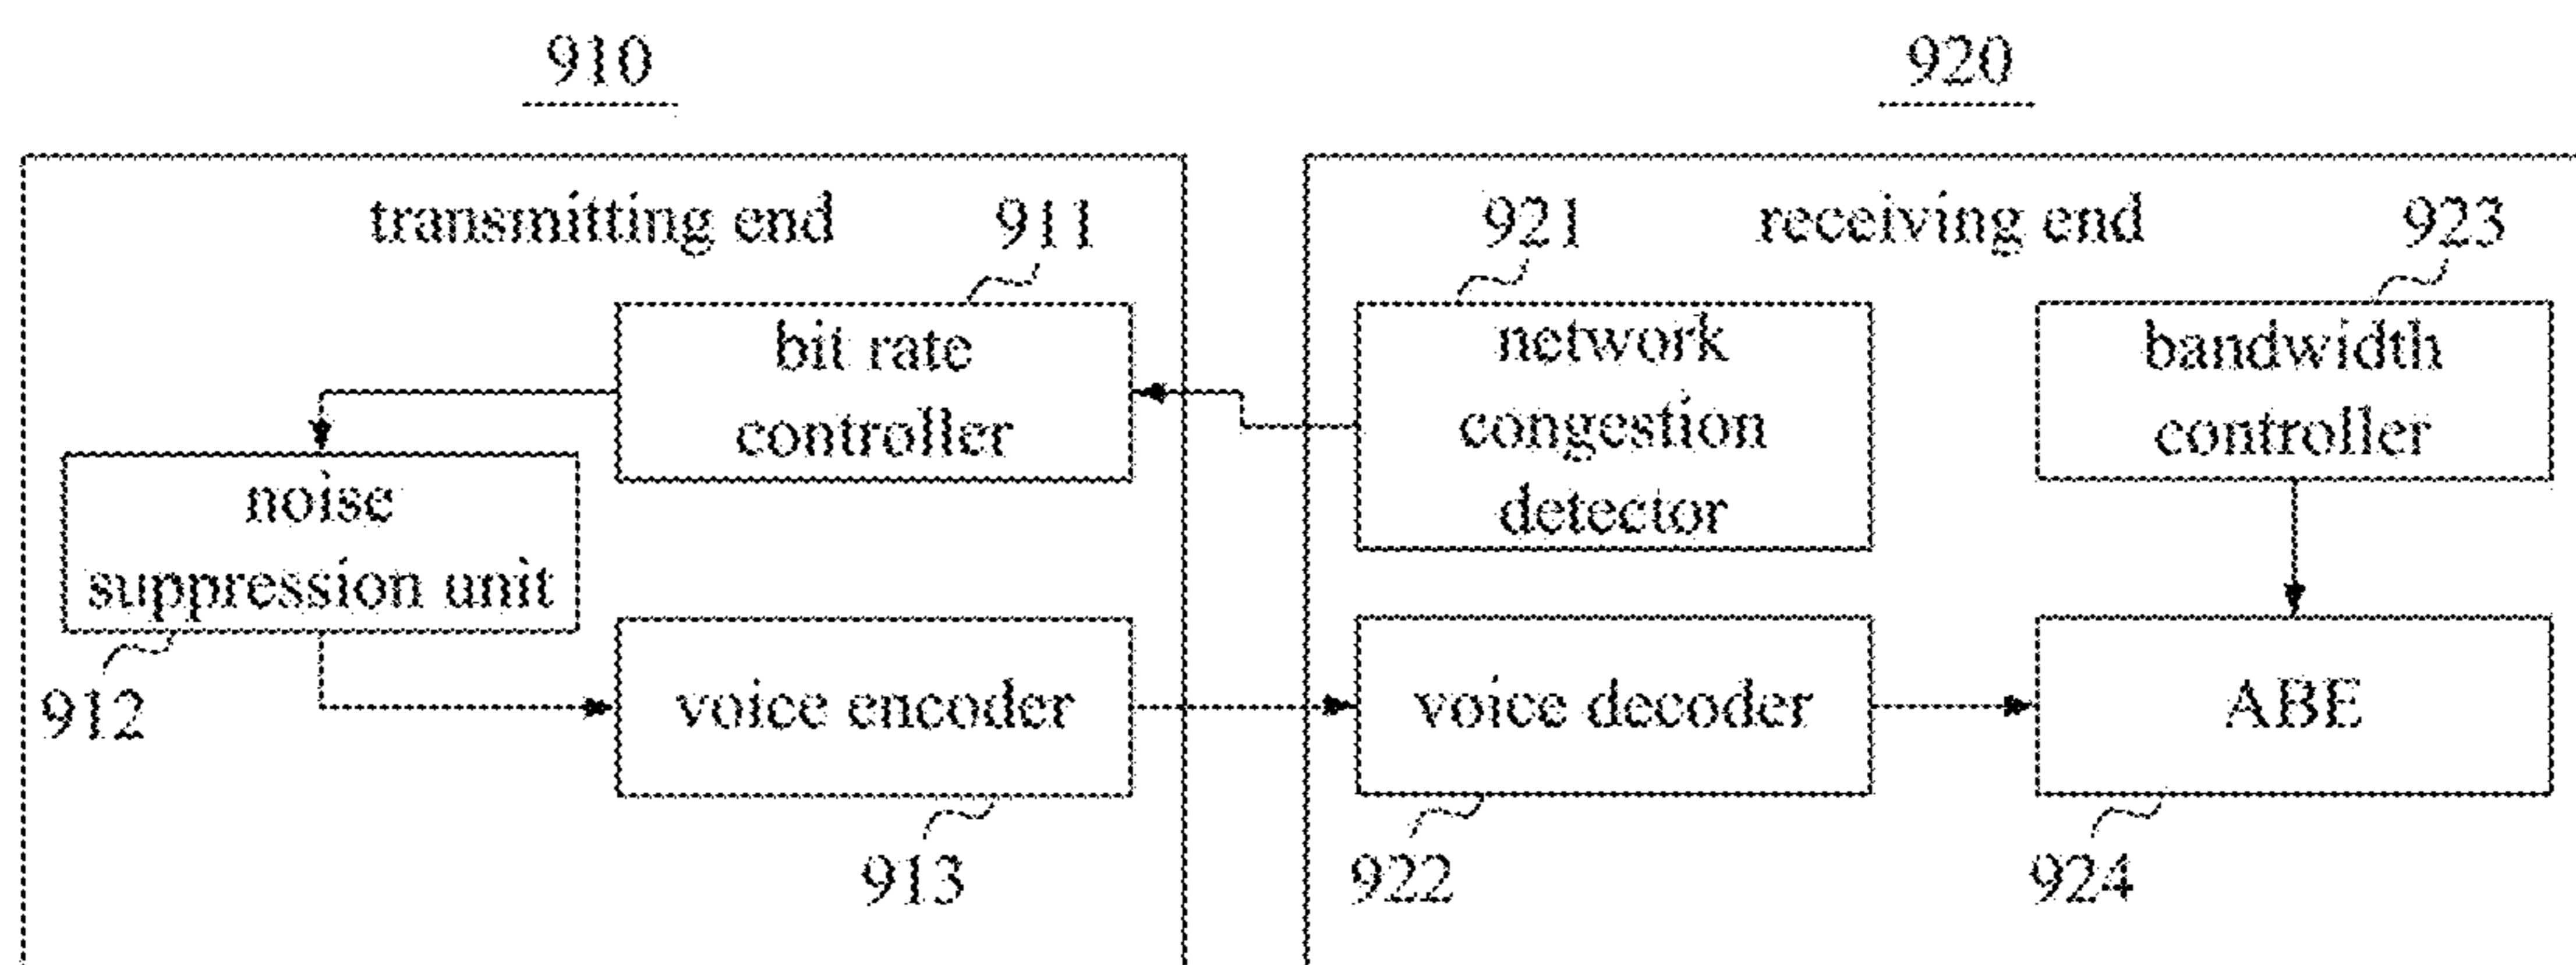 910
920
transmitting end
911
921
receiving end
923
bit rate
controller
network
congestion
detector
bandwidth
controller
noise
suppression unit
912
voice encoder
voice decoder
ABE
913
922
924